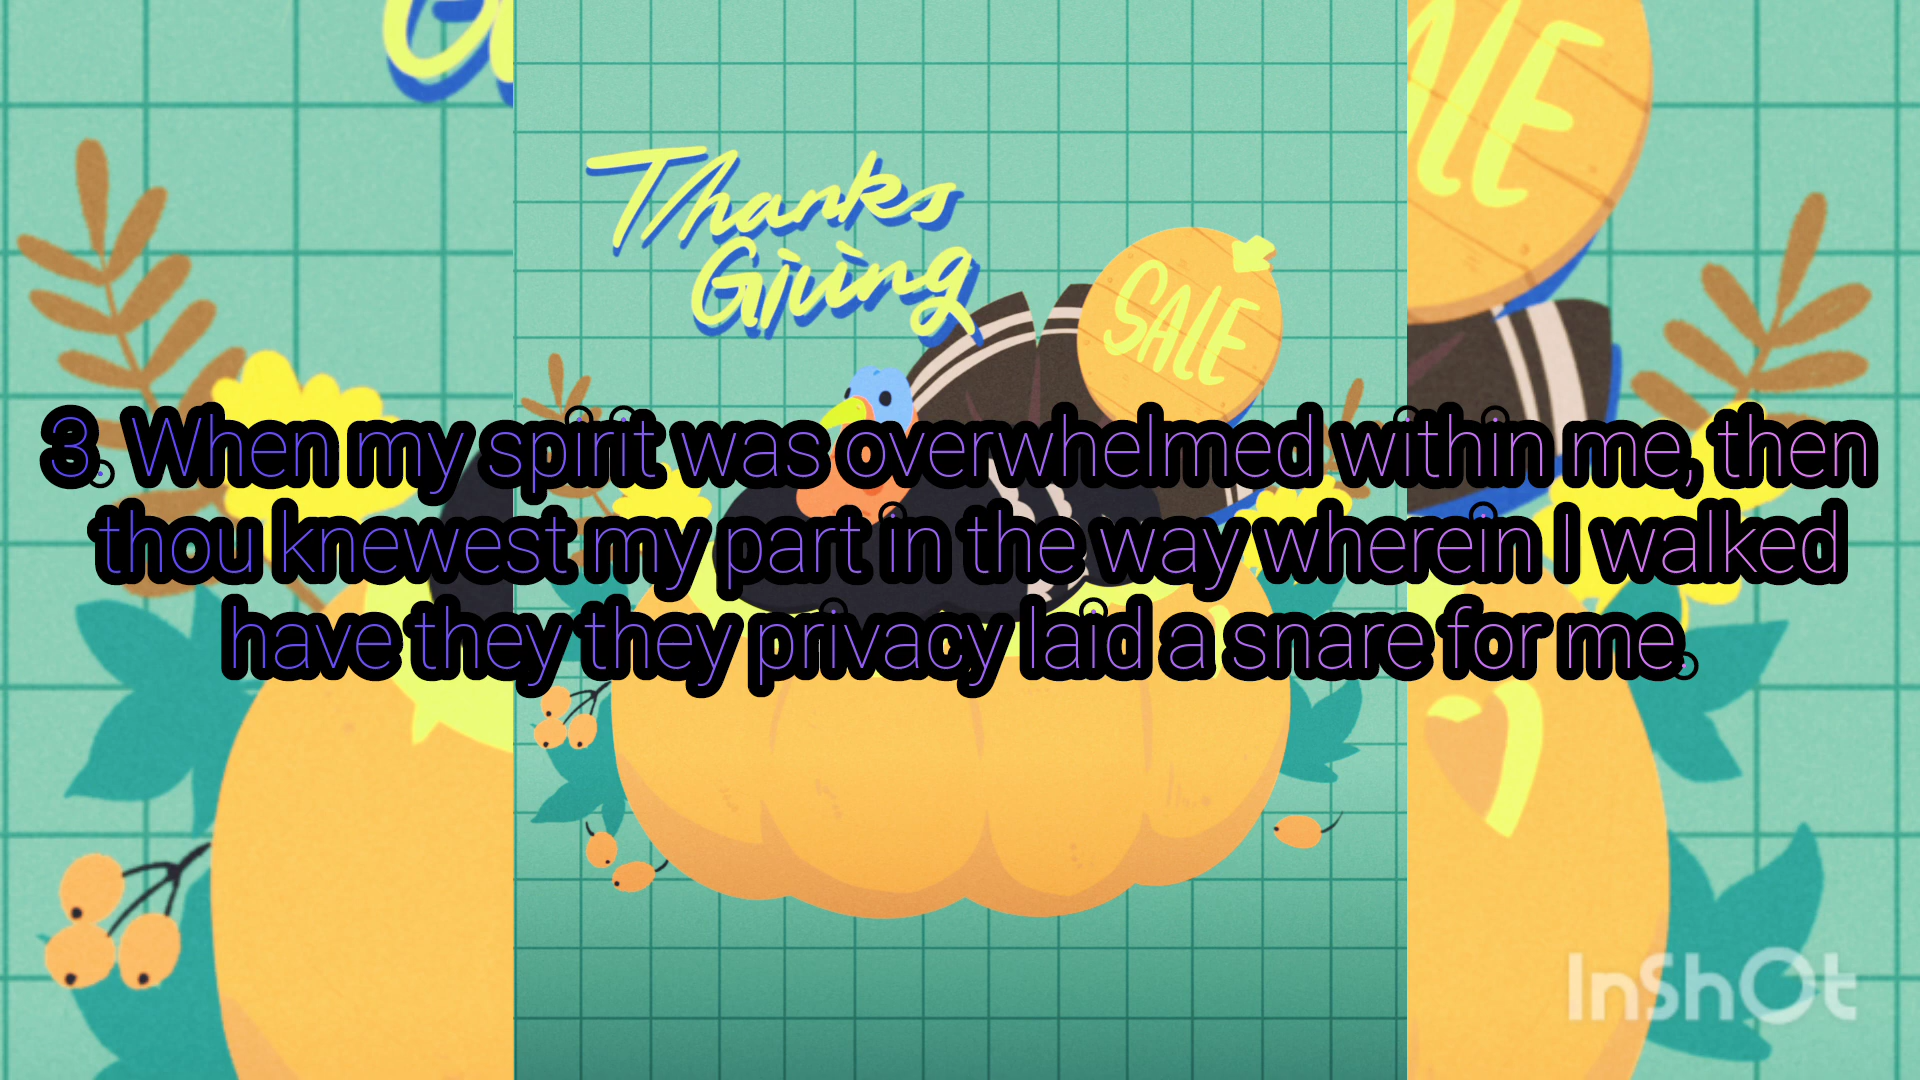 Thanks
Giving
SALE
3. When my spirit was overwhelmed within me, then
thou knewest my part in the way wherein I walked
have they they privacy laid a snare for me.
InShOt